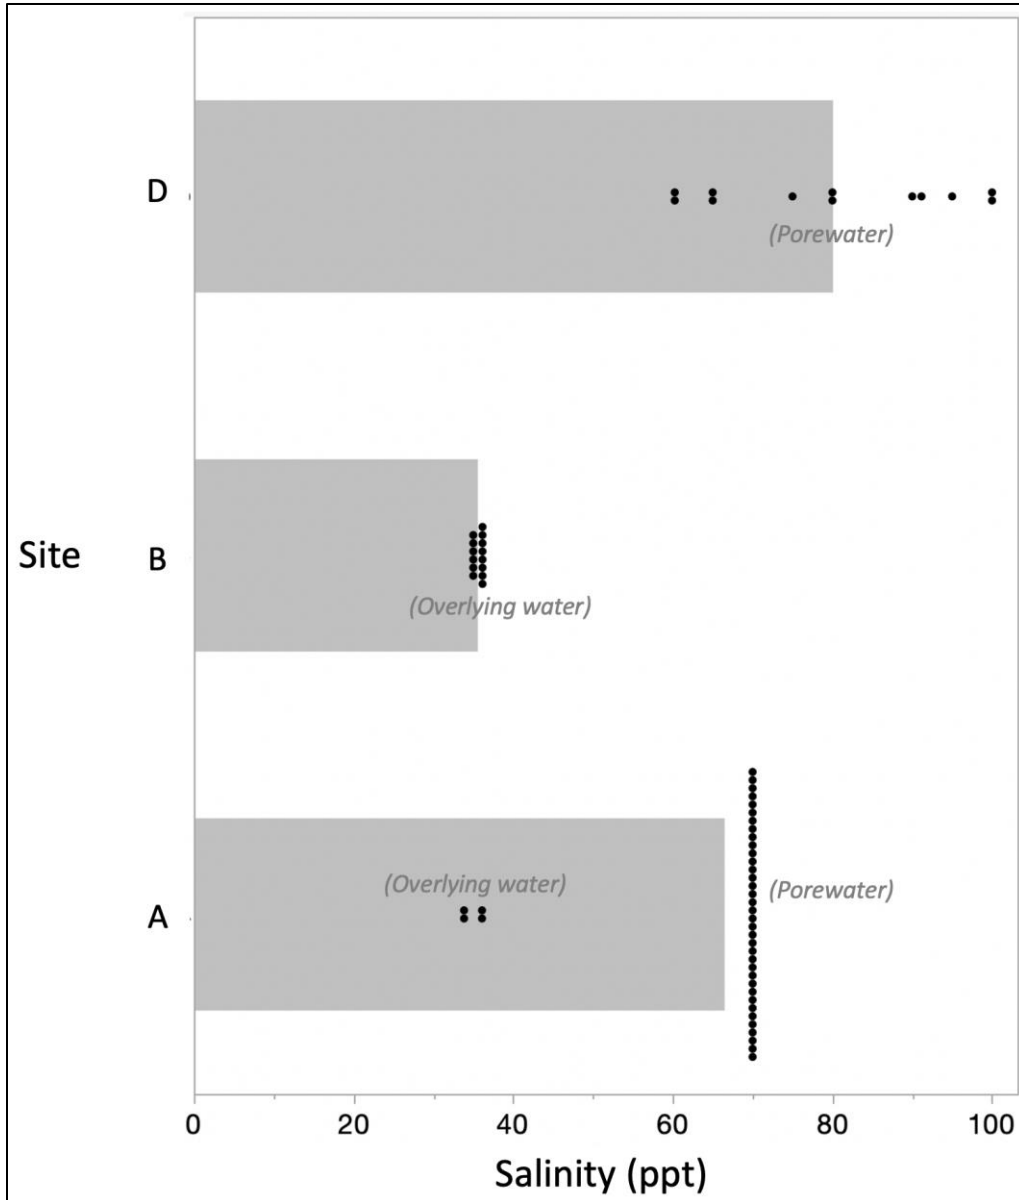 D
(Porewater)
Site
B
(Overlying water)
(Overlying water)
A
(Porewater)
0 20 40 60 80 100
Salinity (ppt)